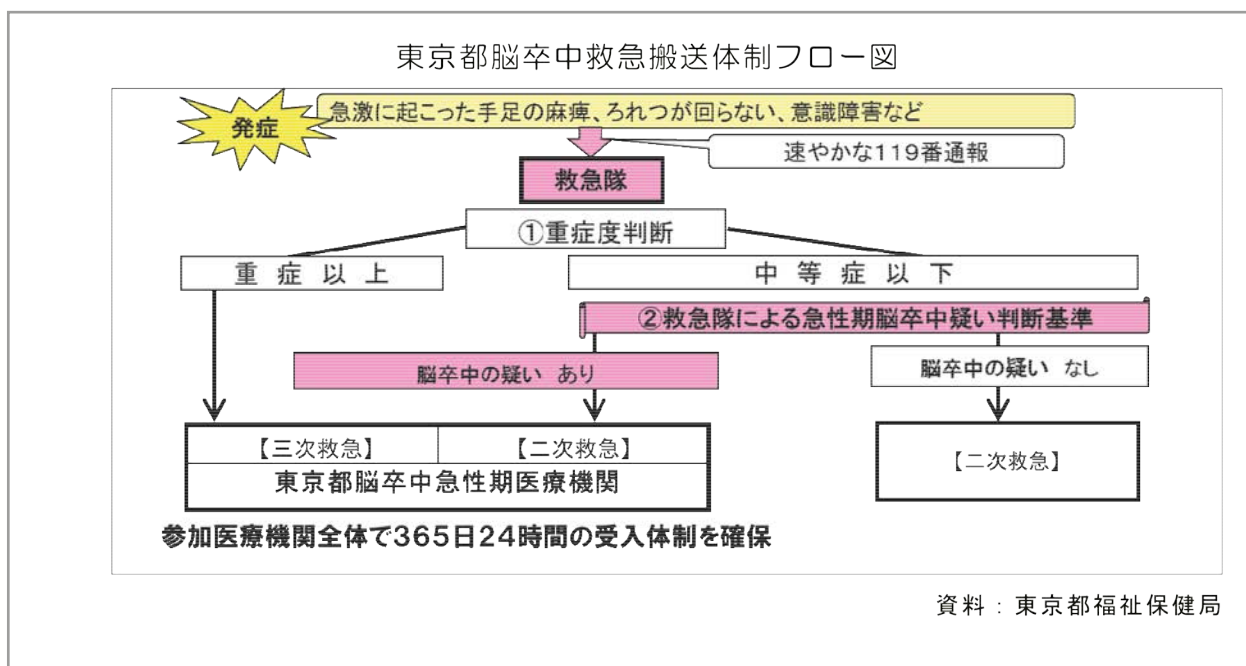 東京都脳卒中救急搬送体制フロー図
発症
急激に起こった手足の麻痺、ろれつが回らない、意識障害など
速やかな119番通報
救急隊
①重症度判断
重症以上
中等症以下
②救急隊による急性期脳卒中疑い判断基準
脳卒中の疑い あり
脳卒中の疑い なし
【三次救急】
【二次救急】
東京都脳卒中急性期医療機関
【二次救急】
参加医療機関全体で365日24時間の受入体制を確保
資料：東京都福祉保健局